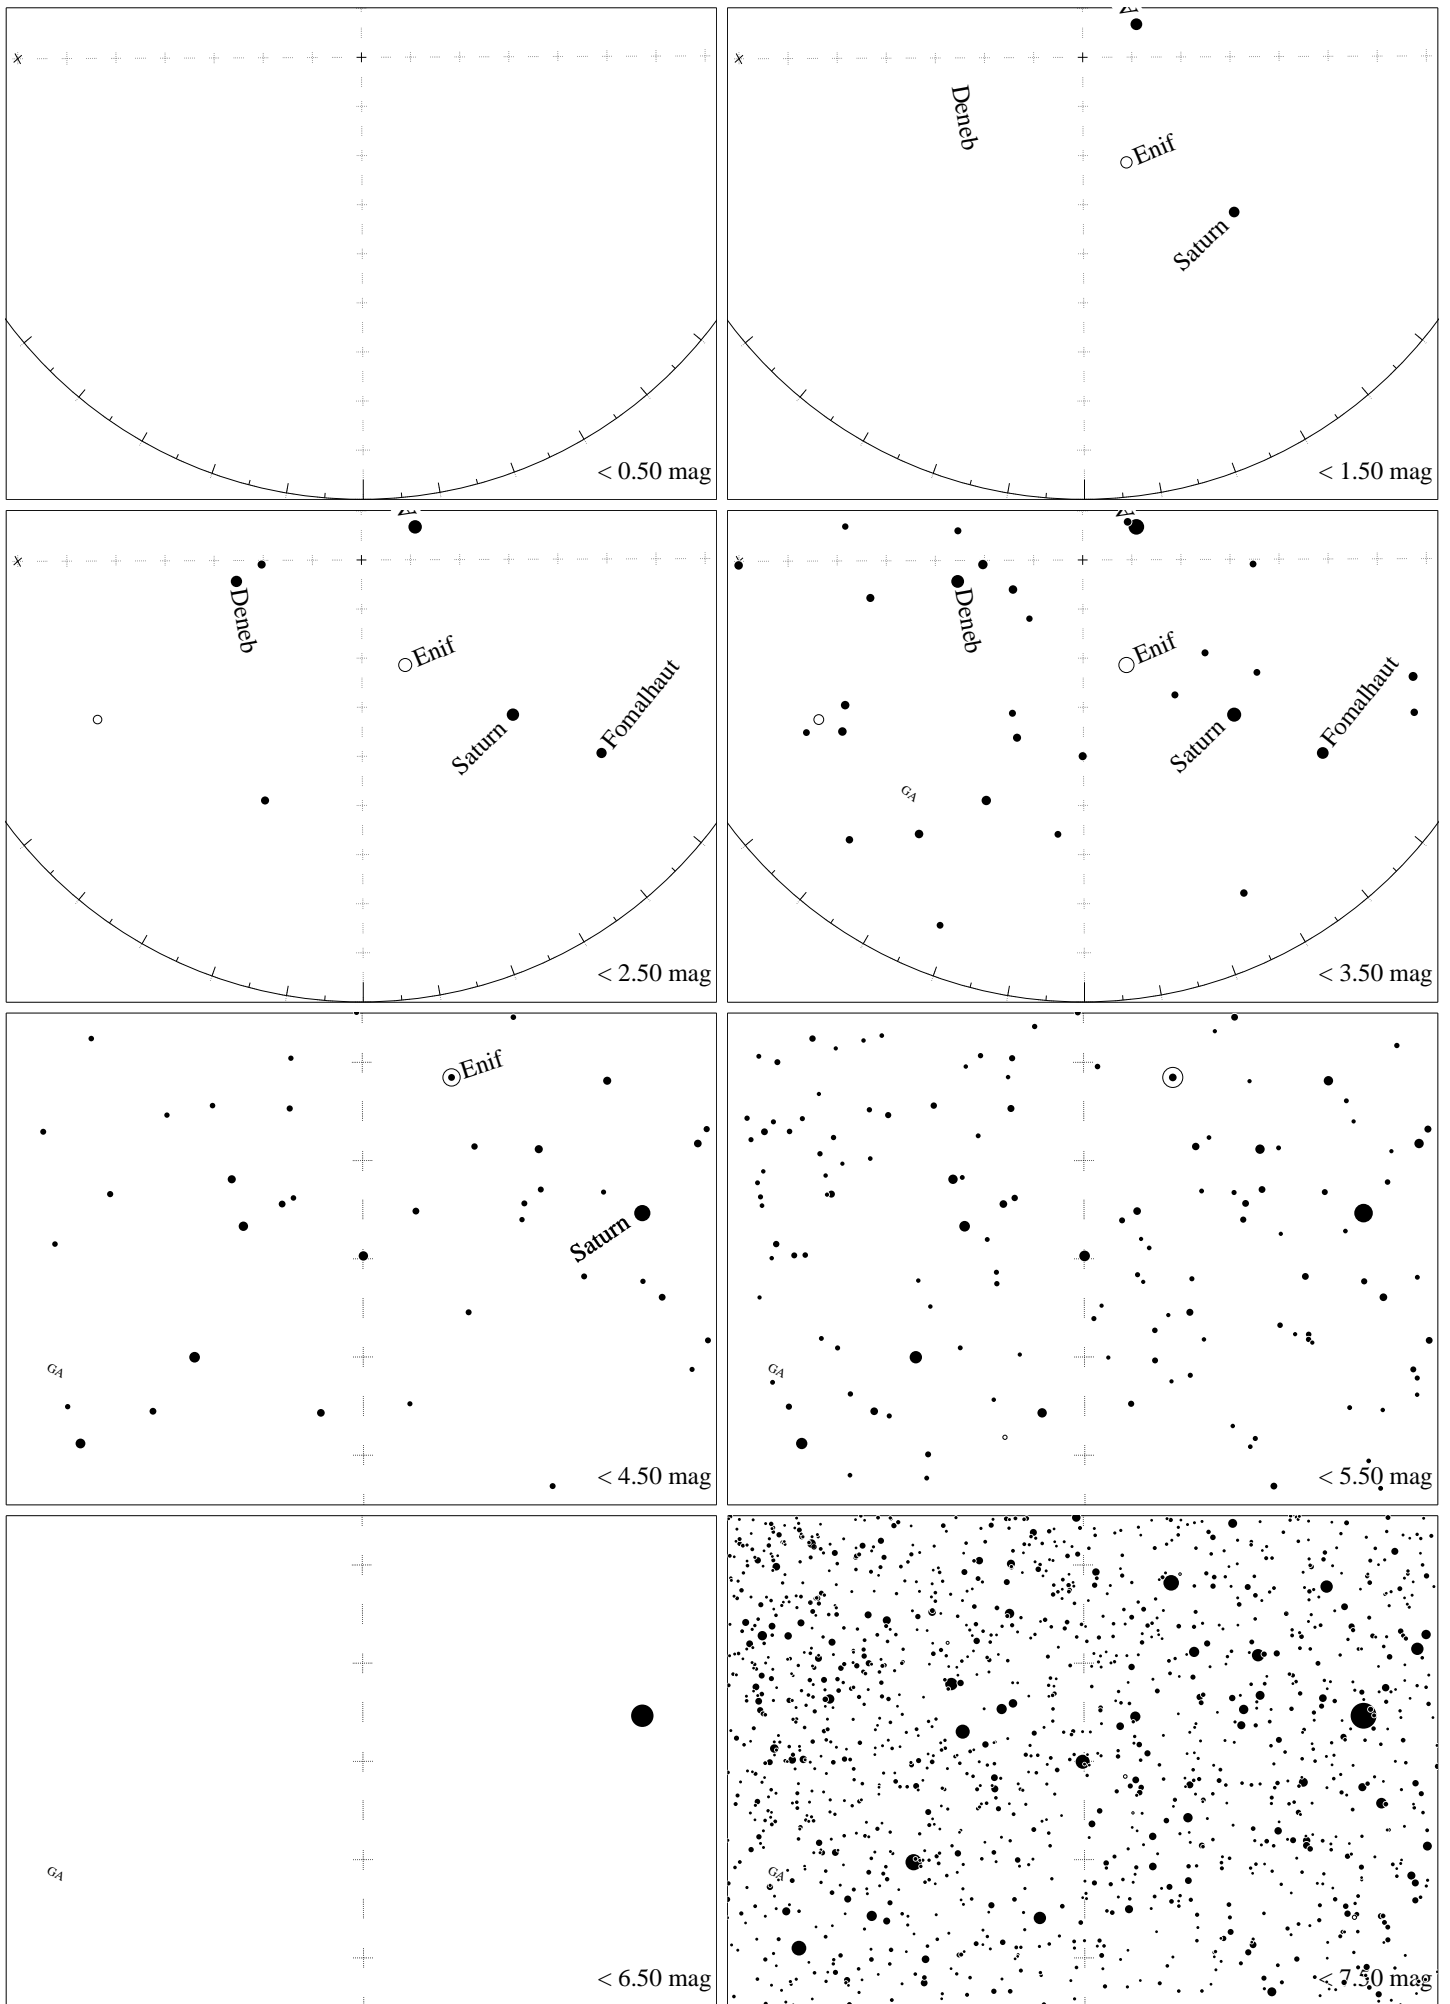 < 0.50 mag
Deneb
Enif
Saturn
< 1.50 mag
Deneb
Enif
Saturn
Fomalhaut
< 2.50 mag
Deneb
Enif
Saturn
Fomalhaut
GA
< 3.50 mag
Enif
Saturn
GA
< 4.50 mag
GA
< 5.50 mag
GA
< 6.50 mag
GA
< 7.50 mag